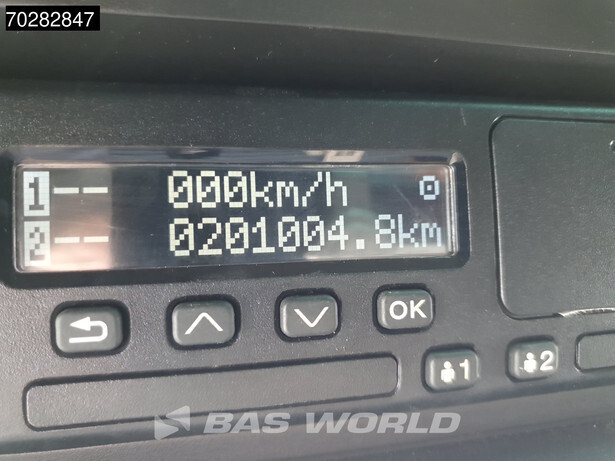 70282847
1 -- 000km/h
2 -- 0201004.8km
OK
1 2
BAS WORLD